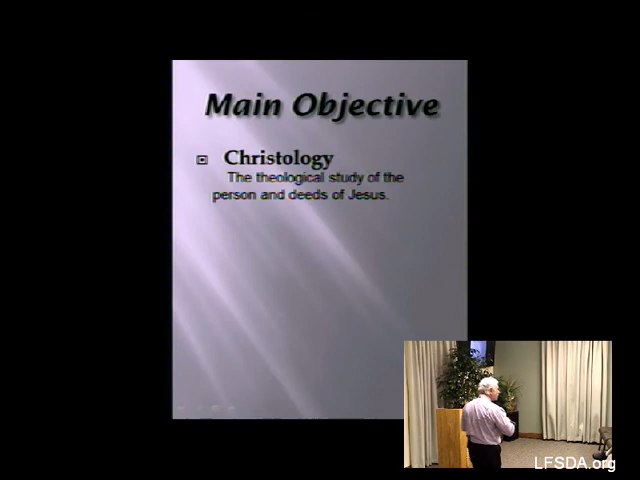 Main Objective
Christology
The theological study of the
person and deeds of Jesus.
LFSDA.org